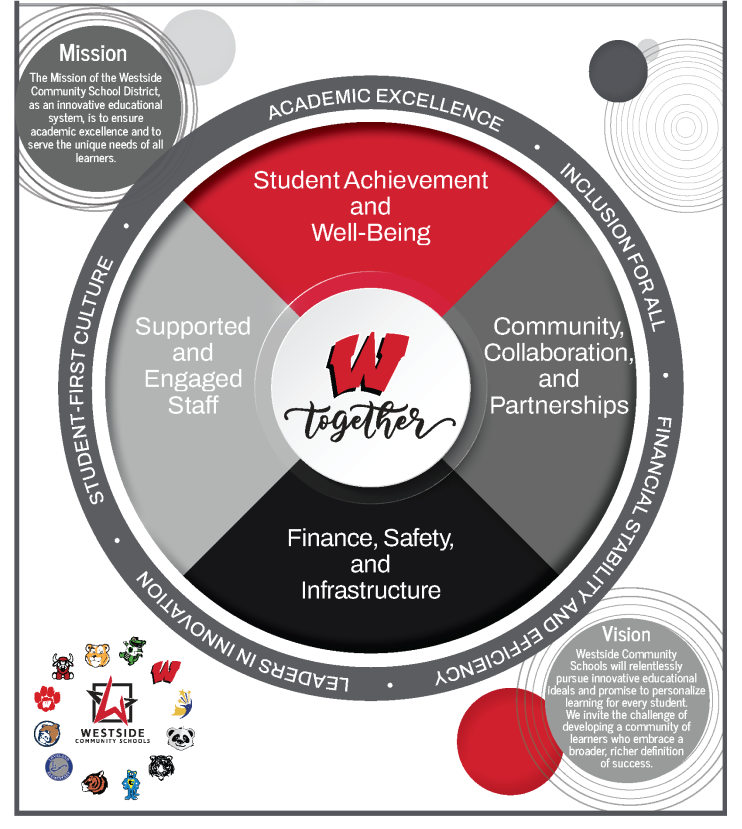 Mission
The Mission of the Westside
Community School District,
as an innovative educational
system, is to ensure
academic excellence and to
serve the unique needs of all
learners.
ACADEMIC EXCELLENCE
INCLUSION FOR ALL
FINANCIAL STABILITY AND EFFICIENCY
LEADERS IN INNOVATION
STUDENT-FIRST CULTURE
Student Achievement
and
Well-Being
Supported
and
Engaged
Staff
Community,
Collaboration,
and
Partnerships
W
together
Finance, Safety,
and
Infrastructure
W
WESTSIDE
COMMUNITY SCHOOLS
Vision
Westside Community
Schools will relentlessly
pursue innovative educational
ideals and promise to personalize
learning for every student.
We invite the challenge of
developing a community of
learners who embrace a
broader, richer definition
of success.